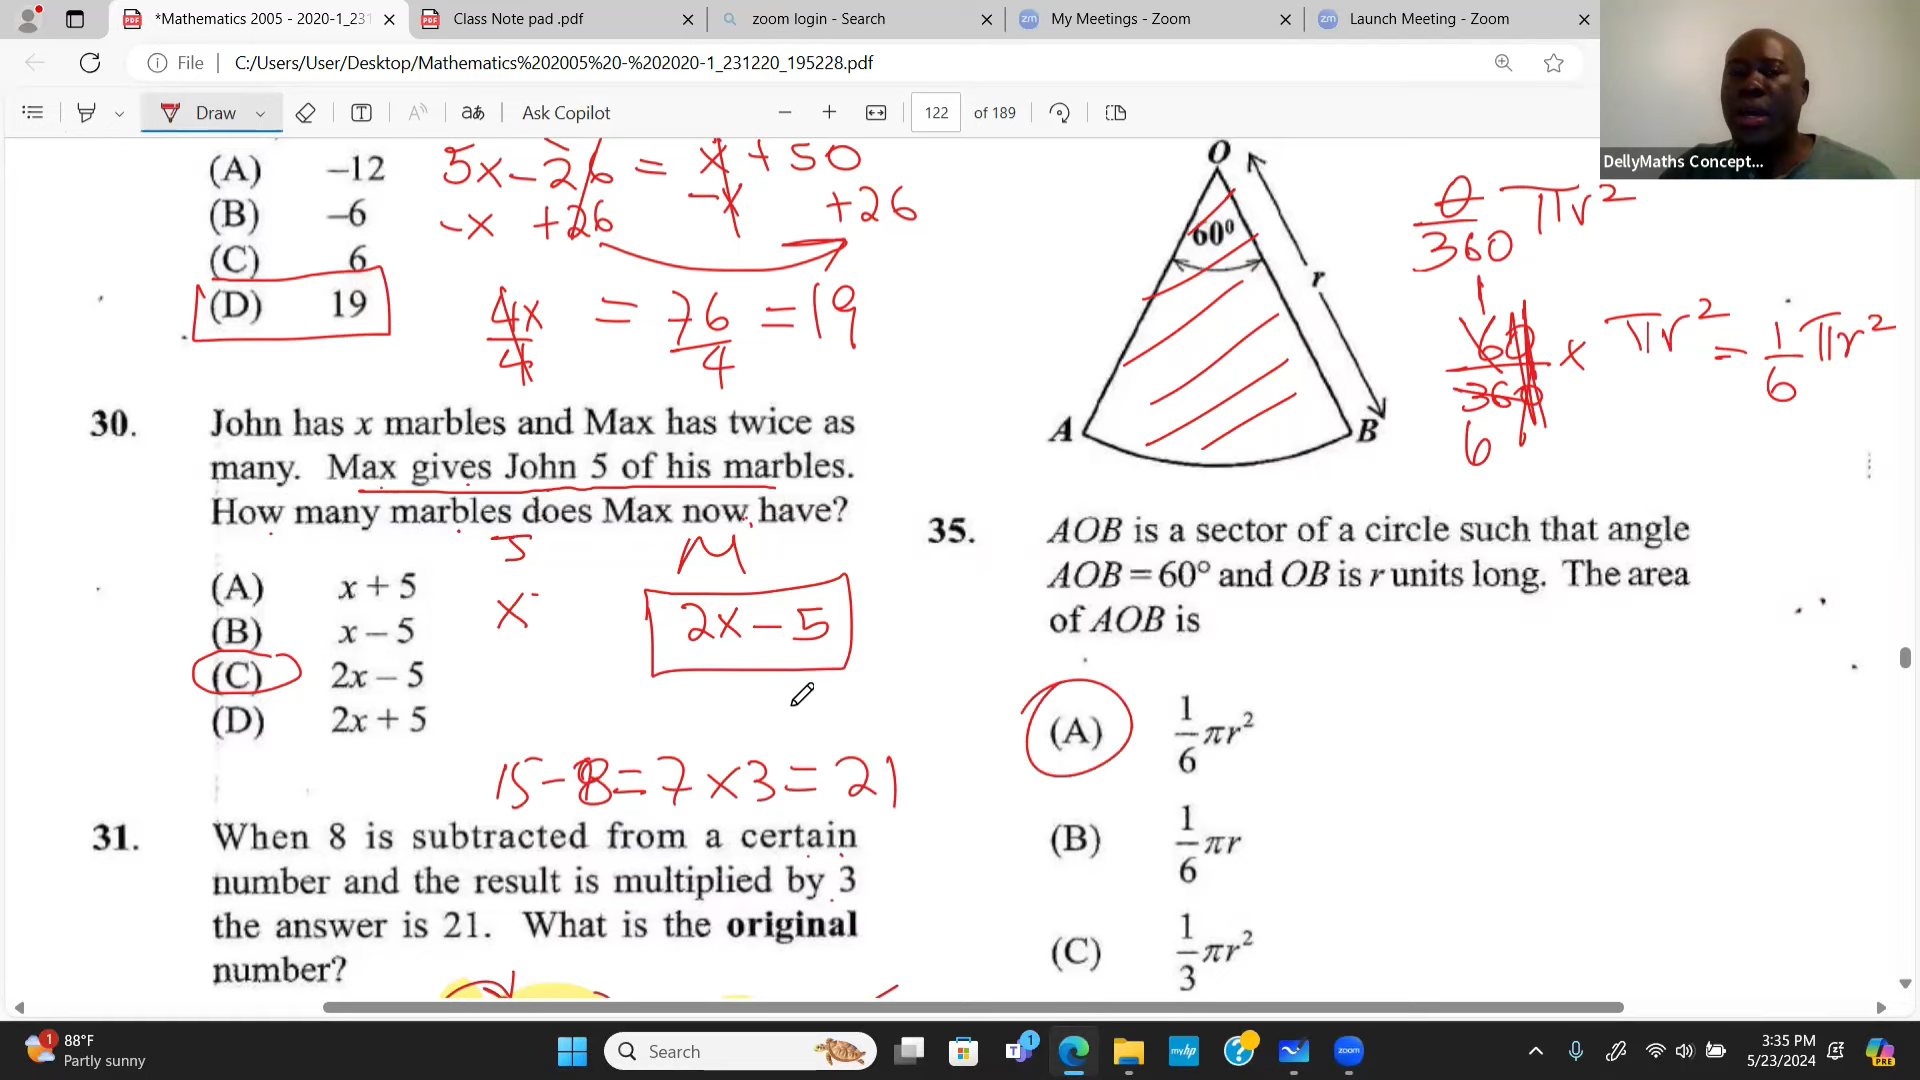 *Mathematics 2005 - 2020-1_231
Class Note pad .pdf
zoom login - Search
My Meetings - Zoom
Launch Meeting - Zoom
File
C:/Users/User/Desktop/Mathematics%202005%20-%202020-1_231220_195228.pdf
Draw
Ask Copilot
122 of 189
DellyMaths Concept...
(A) –12
(B) –6
(C) 6
(D) 19
5x – 26 = x + 50
-x +26 -x +26
4x/4 = 76/4 = 19
30. John has x marbles and Max has twice as
many. Max gives John 5 of his marbles.
How many marbles does Max now have?
J M
x 2x – 5
(A) x + 5
(B) x – 5
(C) 2x – 5
(D) 2x + 5
15 – 8 = 7 × 3 = 21
31. When 8 is subtracted from a certain
number and the result is multiplied by 3
the answer is 21. What is the original
number?
O
60⁰
r
A
B
θ/360 πr²
60/360 × πr² = 1/6 πr²
1
6
35. AOB is a sector of a circle such that angle
AOB = 60° and OB is r units long. The area
of AOB is
(A) 1/6 πr²
(B) 1/6 πr
(C) 1/3 πr²
1
88°F
Partly sunny
Search
1
myhp
zoom
3:35 PM
5/23/2024
PRE